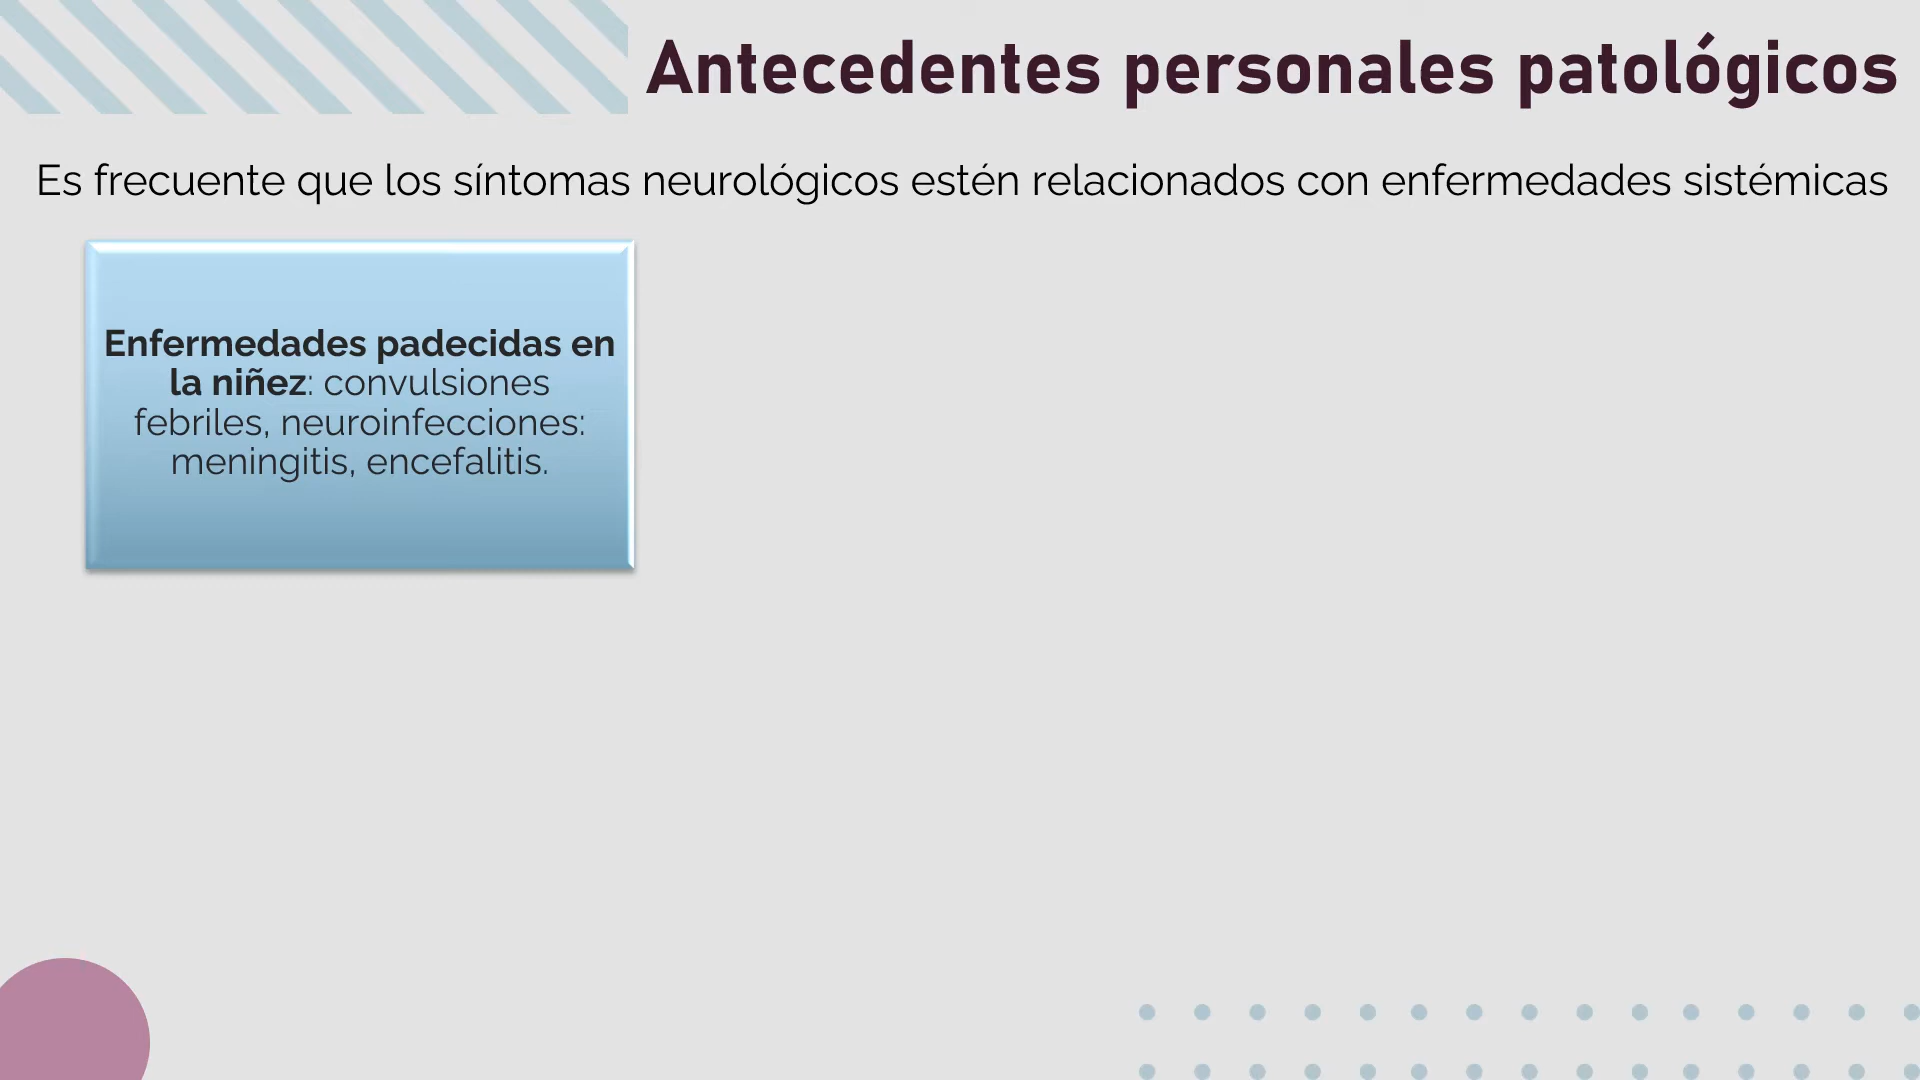 Antecedentes personales patológicos
Es frecuente que los síntomas neurológicos estén relacionados con enfermedades sistémicas
Enfermedades padecidas en
la niñez: convulsiones
febriles, neuroinfecciones:
meningitis, encefalitis.